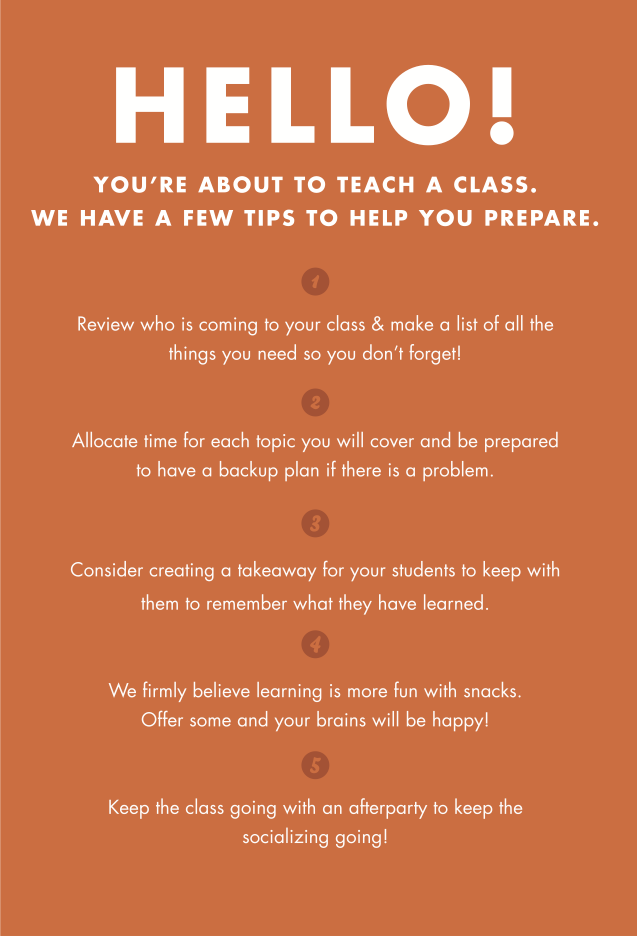 HELLO!
YOU'RE ABOUT TO TEACH A CLASS.
WE HAVE A FEW TIPS TO HELP YOU PREPARE.
1
Review who is coming to your class & make a list of all the
things you need so you don't forget!
2
Allocate time for each topic you will cover and be prepared
to have a backup plan if there is a problem.
3
Consider creating a takeaway for your students to keep with
them to remember what they have learned.
4
We firmly believe learning is more fun with snacks.
Offer some and your brains will be happy!
5
Keep the class going with an afterparty to keep the
socializing going!